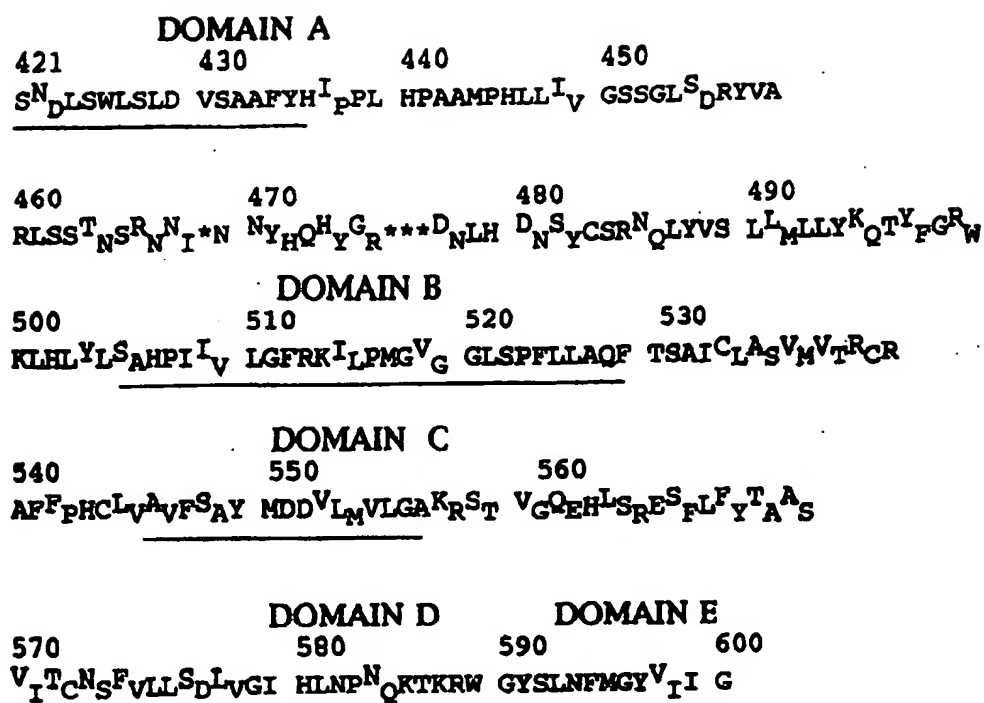 DOMAIN A
421 430 440 450
SNDLSWLSLD VSAAFYHIPPL HPAAMPHLLIV GSSGLSDRYVA
460 470 480 490
RLSSTNSRNNI*N NYHQHYGR***DNLH DNSYCSRNQLYVS LLMLLYKQTYFGRW
DOMAIN B
500 510 520 530
KLHLYLSAHPIIV LGFRKILPMGVG GLSPFLLAQF TSAICLASVMVTRCR
DOMAIN C
540 550 560
AFFPHCLVAVFSAY MDDVLMVLGAKRST VGQEHLSRESFLFYTAAS
DOMAIN D DOMAIN E
570 580 590 600
VITCNSFVLLSDLVGI HLNPNQKTKRW GYSLNFMGYVII G